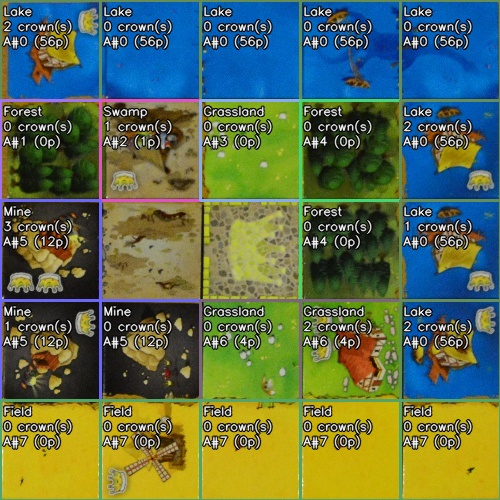 Lake
2 crown(s)
A#0 (56p)
Lake
0 crown(s)
A#0 (56p)
Lake
0 crown(s)
A#0 (56p)
Lake
0 crown(s)
A#0 (56p)
Lake
0 crown(s)
A#0 (56p)
Forest
0 crown(s)
A#1 (0p)
Swamp
1 crown(s)
A#2 (1p)
Grassland
0 crown(s)
A#3 (0p)
Forest
0 crown(s)
A#4 (0p)
Lake
2 crown(s)
A#0 (56p)
Mine
3 crown(s)
A#5 (12p)
Forest
0 crown(s)
A#4 (0p)
Lake
1 crown(s)
A#0 (56p)
Mine
1 crown(s)
A#5 (12p)
Mine
0 crown(s)
A#5 (12p)
Grassland
0 crown(s)
A#6 (4p)
Grassland
2 crown(s)
A#6 (4p)
Lake
2 crown(s)
A#0 (56p)
Field
0 crown(s)
A#7 (0p)
Field
0 crown(s)
A#7 (0p)
Field
0 crown(s)
A#7 (0p)
Field
0 crown(s)
A#7 (0p)
Field
0 crown(s)
A#7 (0p)